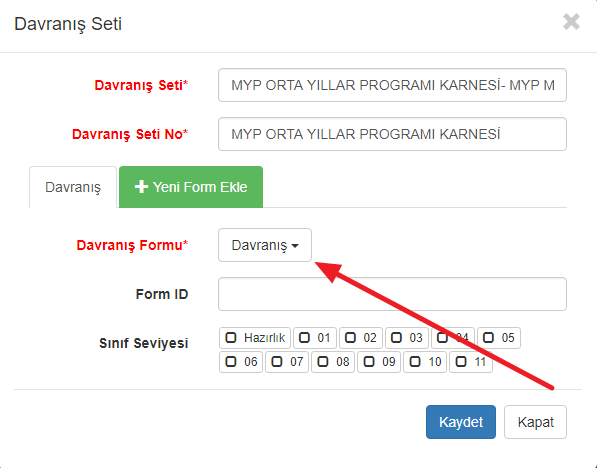 Davranış Seti
Davranış Seti* MYP ORTA YILLAR PROGRAMI KARNESİ- MYP M
Davranış Seti No* MYP ORTA YILLAR PROGRAMI KARNESİ
Davranış Yeni Form Ekle
Davranış Formu* Davranış
Form ID
Sınıf Seviyesi Hazırlık 01 02 03 04 05
06 07 08 09 10 11
Kaydet Kapat